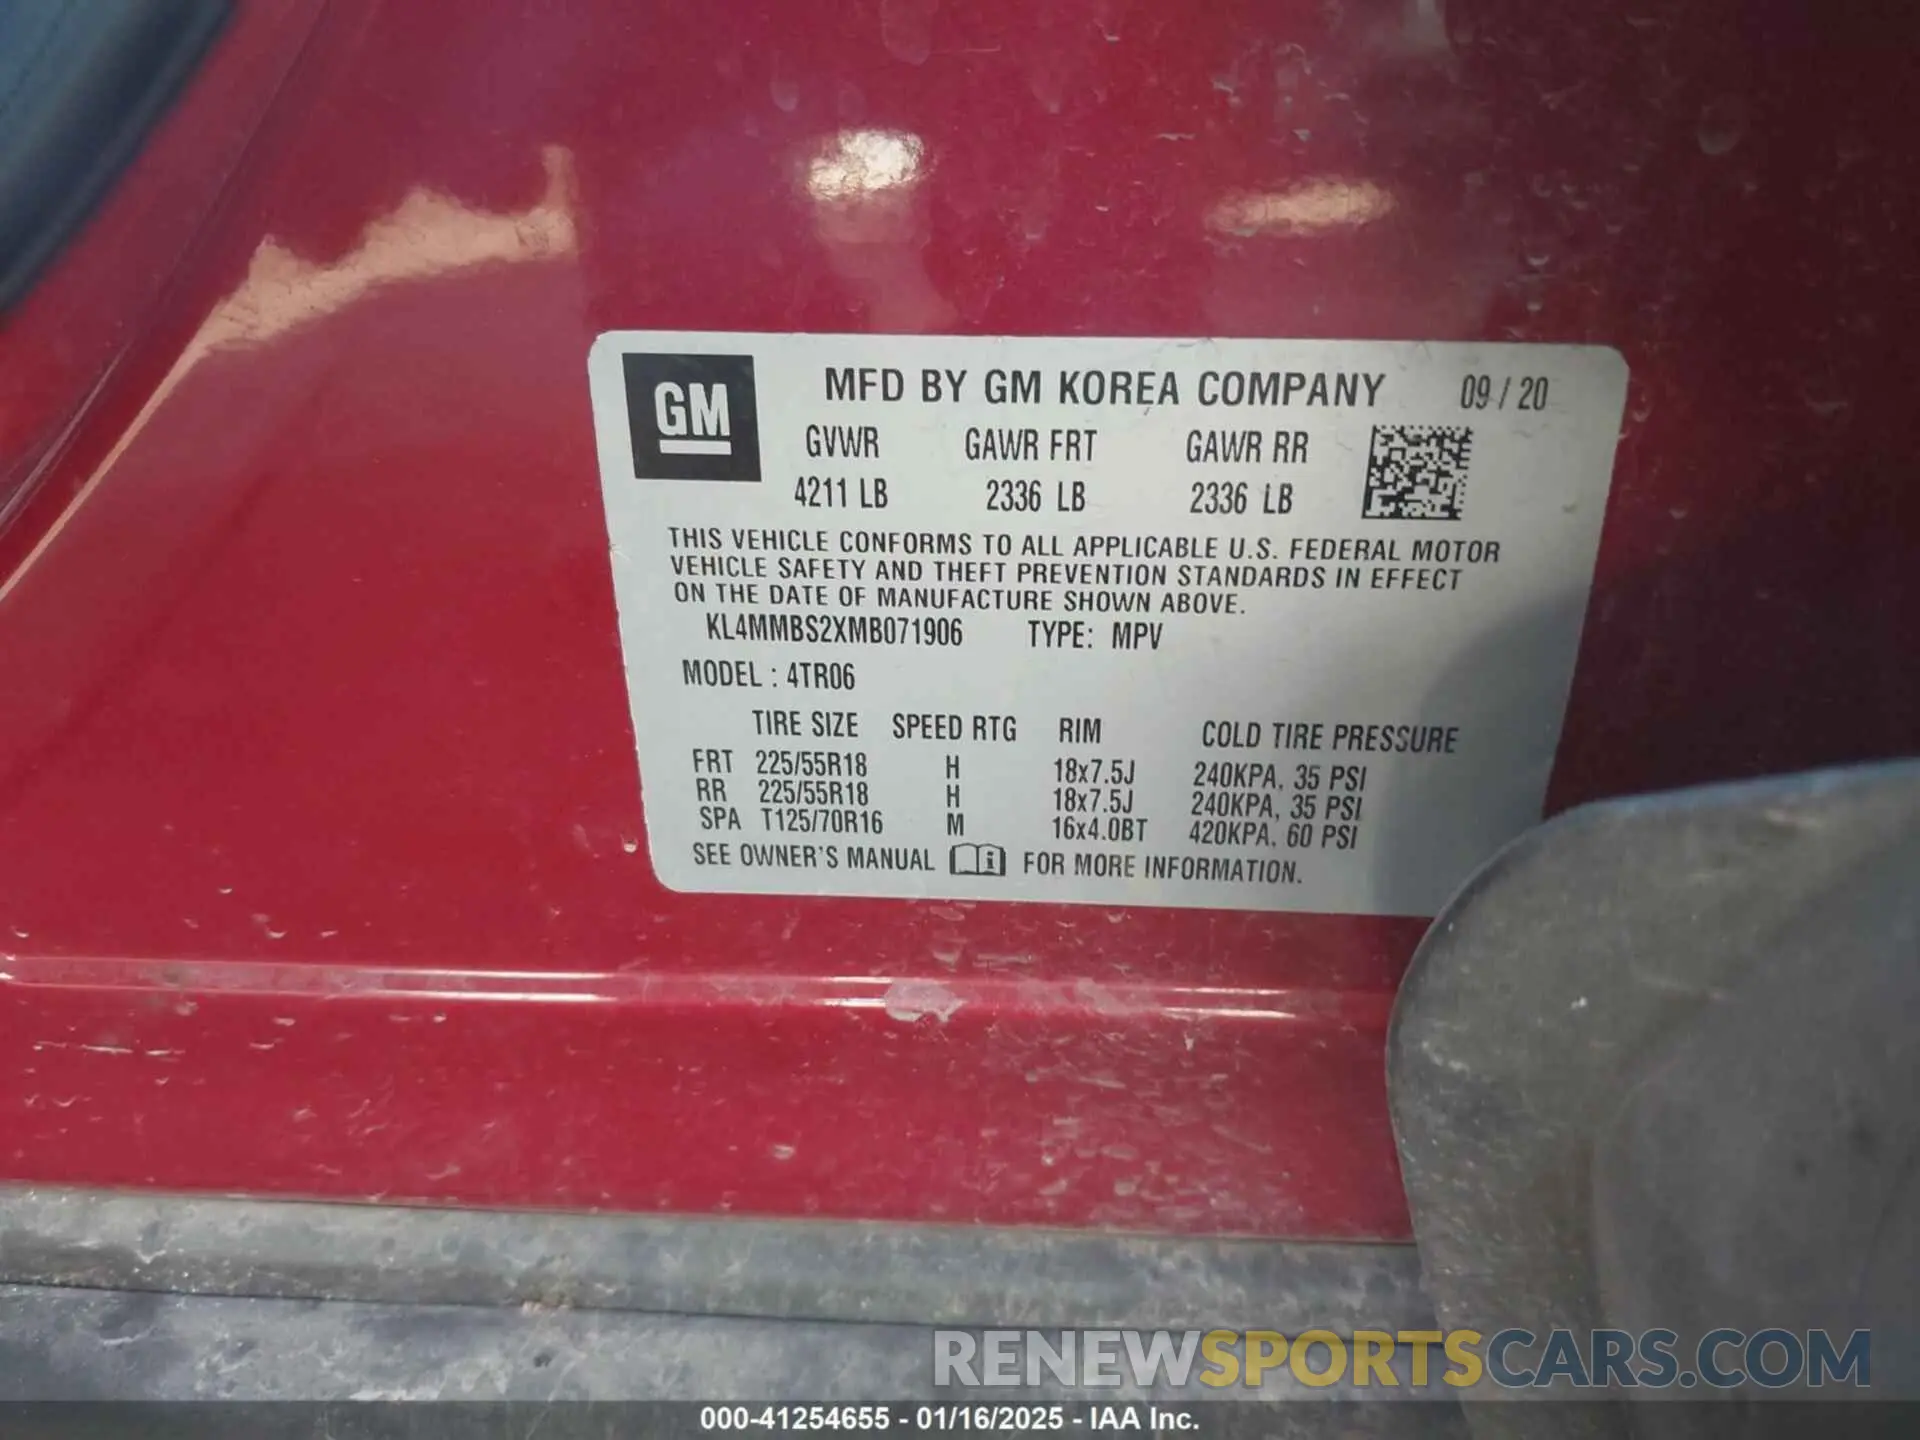 GM
MFD BY GM KOREA COMPANY 09 / 20
GVWR GAWR FRT GAWR RR
4211 LB 2336 LB 2336 LB
THIS VEHICLE CONFORMS TO ALL APPLICABLE U.S. FEDERAL MOTOR
VEHICLE SAFETY AND THEFT PREVENTION STANDARDS IN EFFECT
ON THE DATE OF MANUFACTURE SHOWN ABOVE.
KL4MMBS2XMB071906 TYPE: MPV
MODEL : 4TR06
TIRE SIZE SPEED RTG RIM COLD TIRE PRESSURE
FRT 225/55R18 H 18x7.5J 240KPA, 35 PSI
RR 225/55R18 H 18x7.5J 240KPA, 35 PSI
SPA T125/70R16 M 16x4.0BT 420KPA. 60 PSI
SEE OWNER'S MANUAL i FOR MORE INFORMATION.
RENEWSPORTSCARS.COM
000-41254655 - 01/16/2025 - IAA Inc.